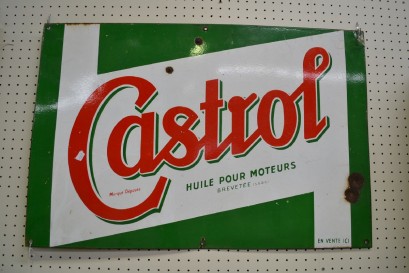 Castrol
HUILE POUR MOTEURS
BREVETÉE
Marque Déposée
EN VENTE ICI